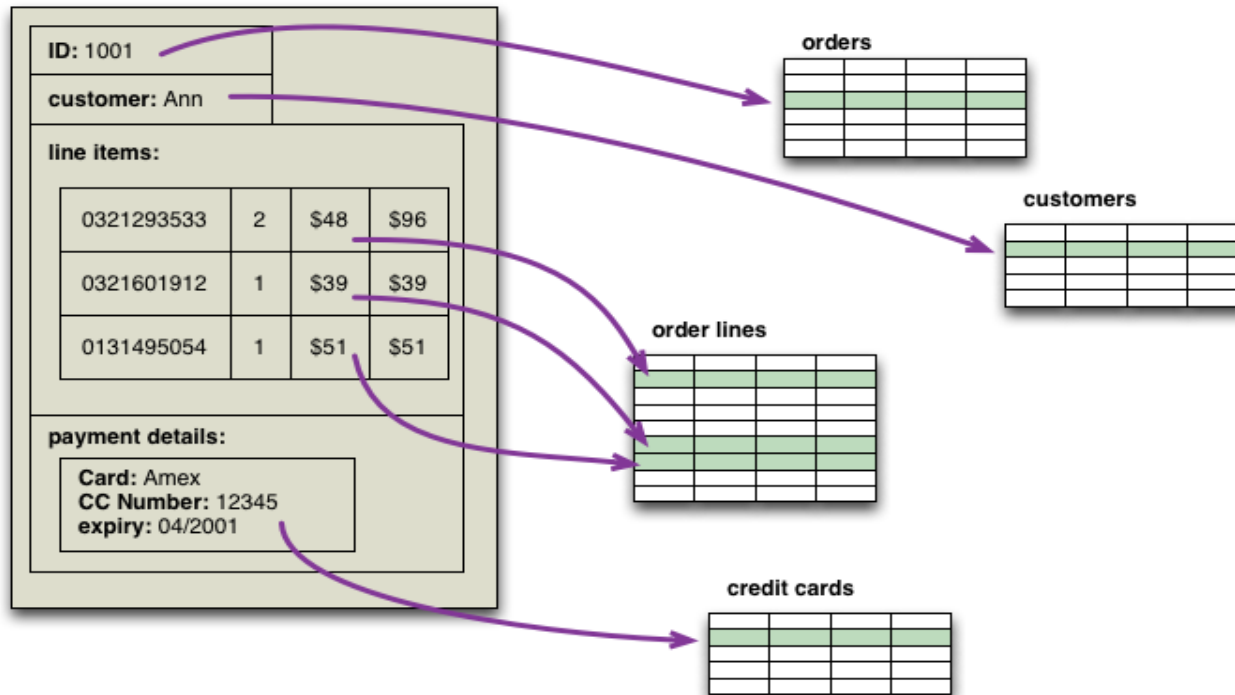 ID: 1001
customer: Ann
line items:
0321293533 2 $48 $96
0321601912 1 $39 $39
0131495054 1 $51 $51
payment details:
Card: Amex
CC Number: 12345
expiry: 04/2001
orders
customers
order lines
credit cards